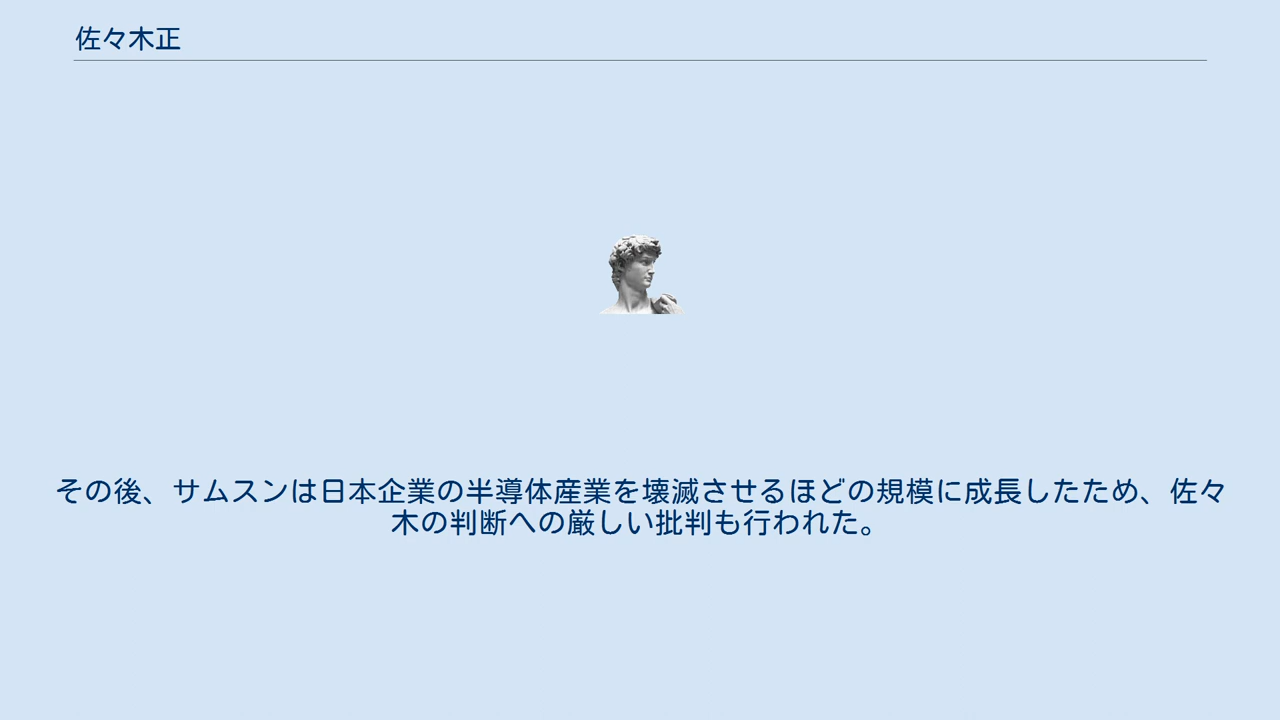 佐々木正
その後、サムスンは日本企業の半導体産業を壊滅させるほどの規模に成長したため、佐々
木の判断への厳しい批判も行われた。